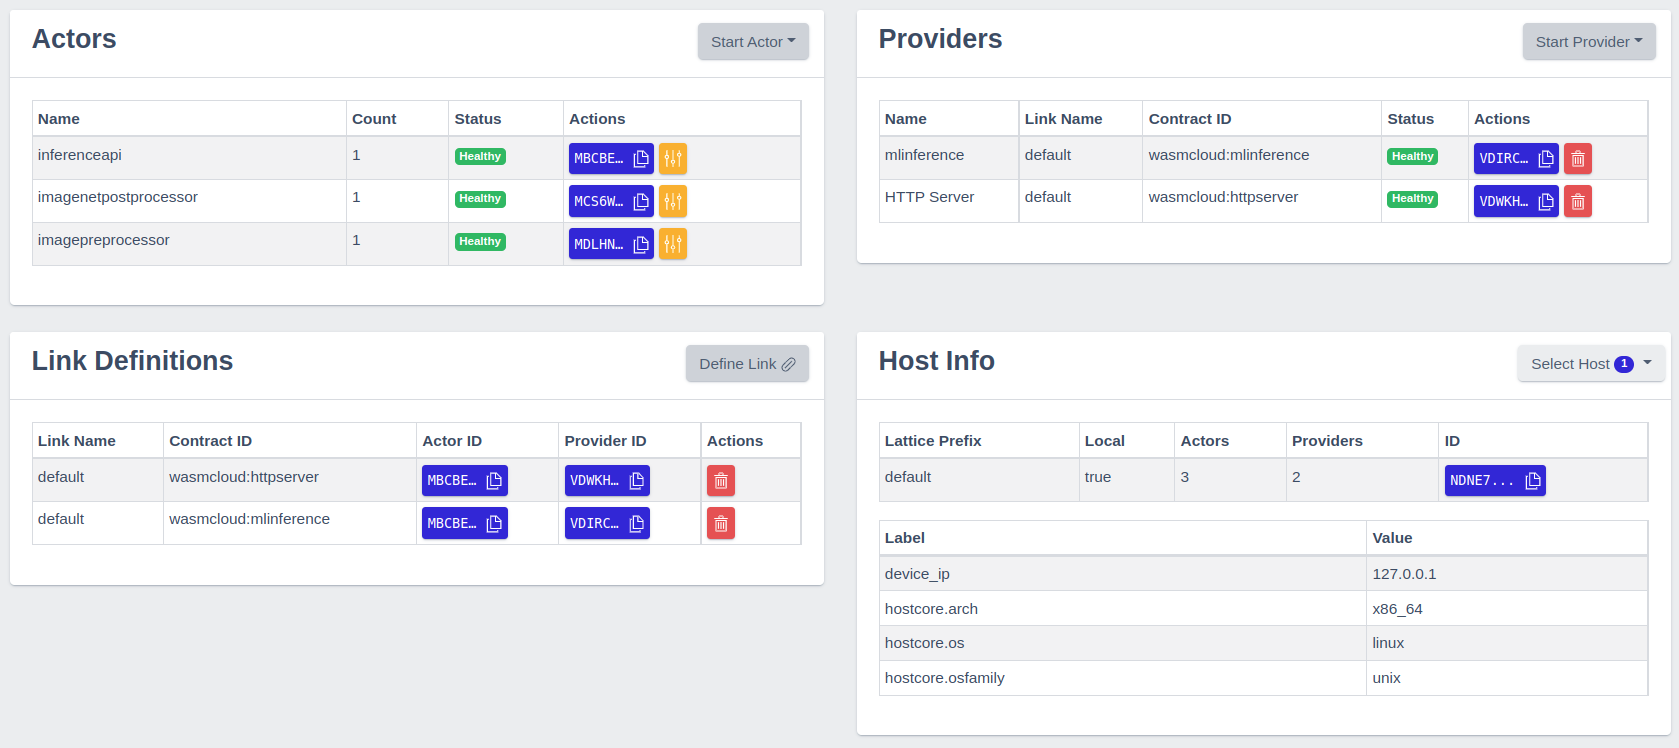 Actors
Start Actor
Name Count Status Actions
inferenceapi 1 Healthy MBCBE...
imagenetpostprocessor 1 Healthy MCS6W...
imagepreprocessor 1 Healthy MDLHN...
Providers
Start Provider
Name Link Name Contract ID Status Actions
mlinference default wasmcloud:mlinference Healthy VDIRC...
HTTP Server default wasmcloud:httpserver Healthy VDWKH...
Link Definitions
Define Link
Link Name Contract ID Actor ID Provider ID Actions
default wasmcloud:httpserver MBCBE... VDWKH...
default wasmcloud:mlinference MBCBE... VDIRC...
Host Info
Select Host 1
Lattice Prefix Local Actors Providers ID
default true 3 2 NDNE7...
Label Value
device_ip 127.0.0.1
hostcore.arch x86_64
hostcore.os linux
hostcore.osfamily unix